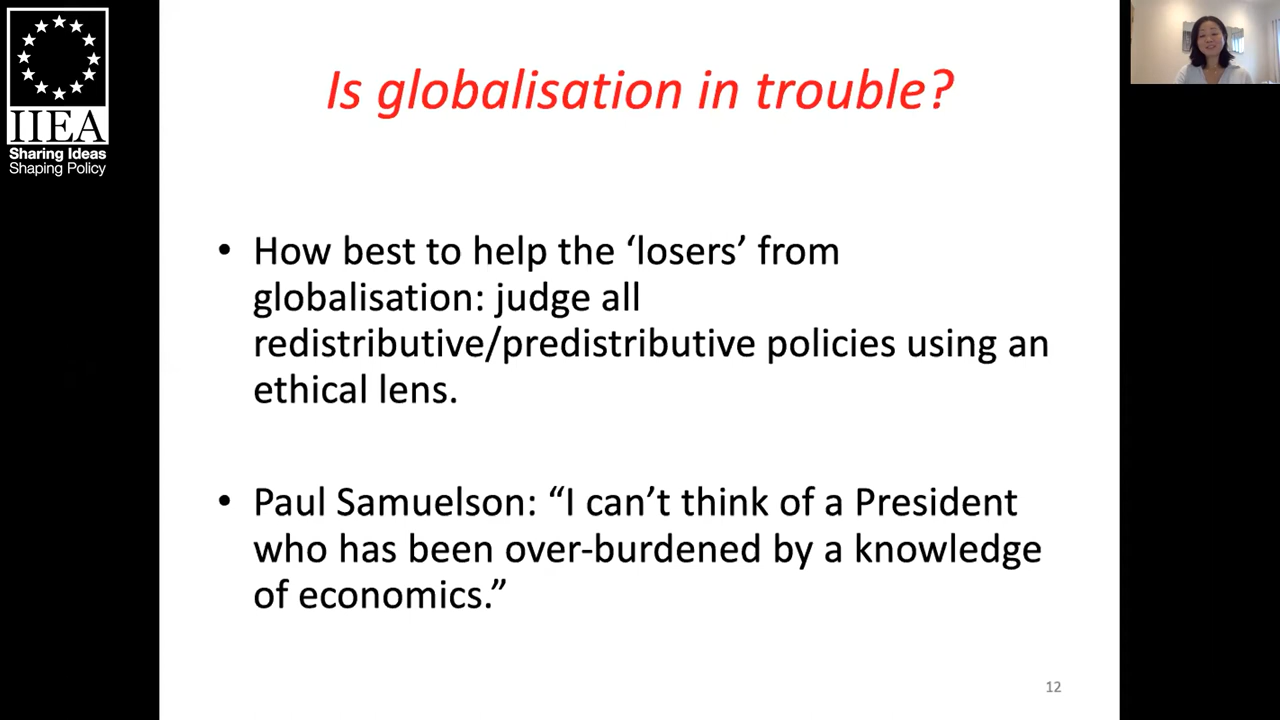 IIEA
Sharing Ideas
Shaping Policy
Is globalisation in trouble?
• How best to help the ‘losers’ from
globalisation: judge all
redistributive/predistributive policies using an
ethical lens.
• Paul Samuelson: “I can’t think of a President
who has been over-burdened by a knowledge
of economics.”
12